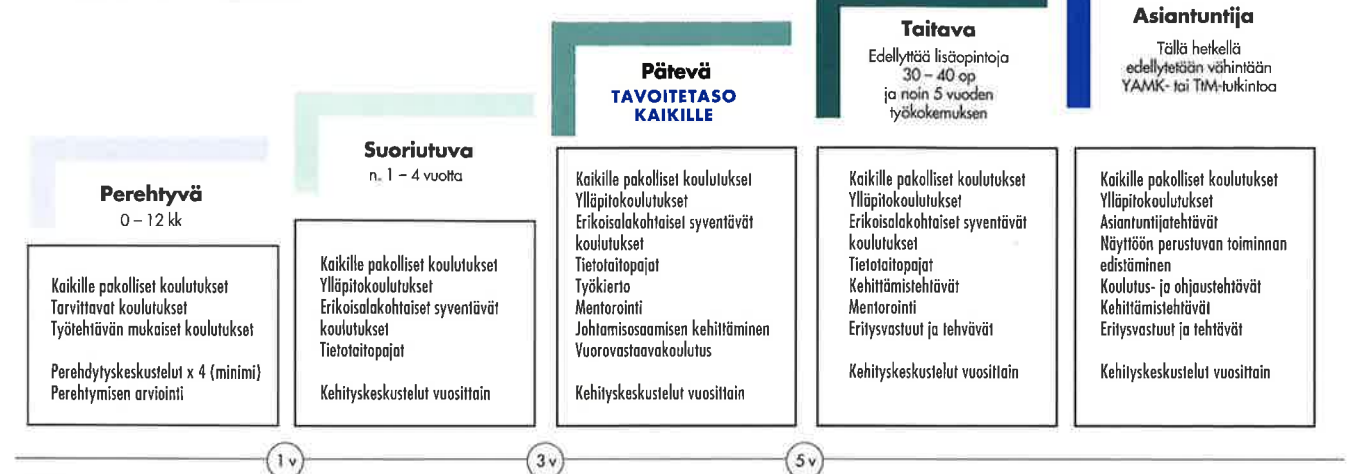 Perehtyvä
0 – 12 kk
Kaikille pakolliset koulutukset
Tarvittavat koulutukset
Työtehtävän mukaiset koulutukset
Perehdytyskeskustelut x 4 (minimi)
Perehtymisen arviointi
Suoriutuva
n. 1 – 4 vuotta
Kaikille pakolliset koulutukset
Ylläpitokoulutukset
Erikoisalakohtaiset syventävät
koulutukset
Tietotaitopajat
Kehityskeskustelut vuosittain
Pätevä
TAVOITETASO
KAIKILLE
Kaikille pakolliset koulutukset
Ylläpitokoulutukset
Erikoisalakohtaiset syventävät
koulutukset
Tietotaitopajat
Työkierto
Mentorointi
Johtamisosaamisen kehittäminen
Vuorovastaavakoulutus
Kehityskeskustelut vuosittain
Taitava
Edellyttää lisäopintoja
30 – 40 op
ja noin 5 vuoden
työkokemuksen
Kaikille pakolliset koulutukset
Ylläpitokoulutukset
Erikoisalakohtaiset syventävät
koulutukset
Tietotaitopajat
Kehittämistehtävät
Mentorointi
Eritysvastuut ja tehvävät
Kehityskeskustelut vuosittain
Asiantuntija
Tällä hetkellä
edellytetään vähintään
YAMK- tai TtM-tutkintoa
Kaikille pakolliset koulutukset
Ylläpitokoulutukset
Asiantuntijatehtävät
Näyttöön perustuvan toiminnan
edistäminen
Koulutus- ja ohjaustehtävät
Kehittämistehtävät
Eritysvastuut ja tehtävät
Kehityskeskustelut vuosittain
1 v
3 v
5 v